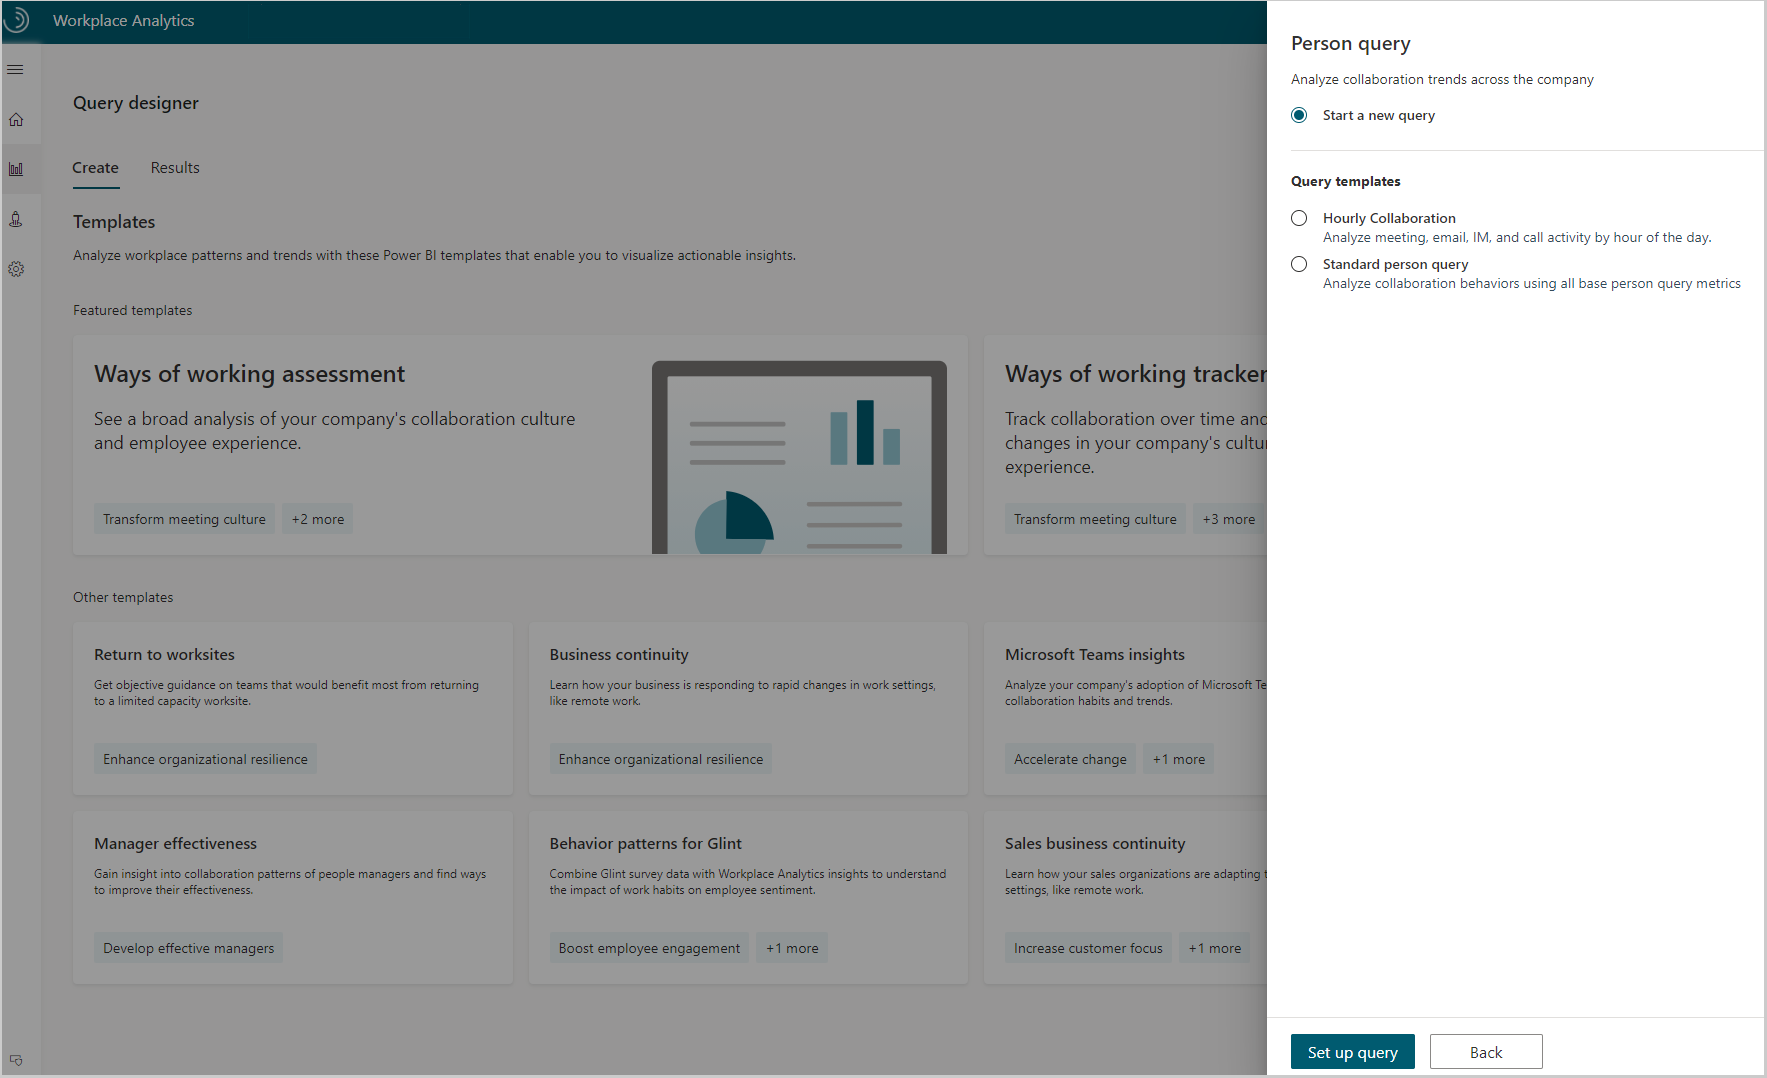 Workplace Analytics
Query designer
Create
Results
Templates
Analyze workplace patterns and trends with these Power BI templates that enable you to visualize actionable insights.
Featured templates
Ways of working assessment
See a broad analysis of your company's collaboration culture
and employee experience.
Transform meeting culture
+2 more
Ways of working tracker
Track collaboration over time and
changes in your company's cultu
experience.
Transform meeting culture
+3 more
Other templates
Return to worksites
Get objective guidance on teams that would benefit most from returning
to a limited capacity worksite.
Enhance organizational resilience
Business continuity
Learn how your business is responding to rapid changes in work settings,
like remote work.
Enhance organizational resilience
Microsoft Teams insights
Analyze your company's adoption of Microsoft Te
collaboration habits and trends.
Accelerate change
+1 more
Manager effectiveness
Gain insight into collaboration patterns of people managers and find ways
to improve their effectiveness.
Develop effective managers
Behavior patterns for Glint
Combine Glint survey data with Workplace Analytics insights to understand
the impact of work habits on employee sentiment.
Boost employee engagement
+1 more
Sales business continuity
Learn how your sales organizations are adapting t
settings, like remote work.
Increase customer focus
+1 more
Person query
Analyze collaboration trends across the company
Start a new query
Query templates
Hourly Collaboration
Analyze meeting, email, IM, and call activity by hour of the day.
Standard person query
Analyze collaboration behaviors using all base person query metrics
Set up query
Back